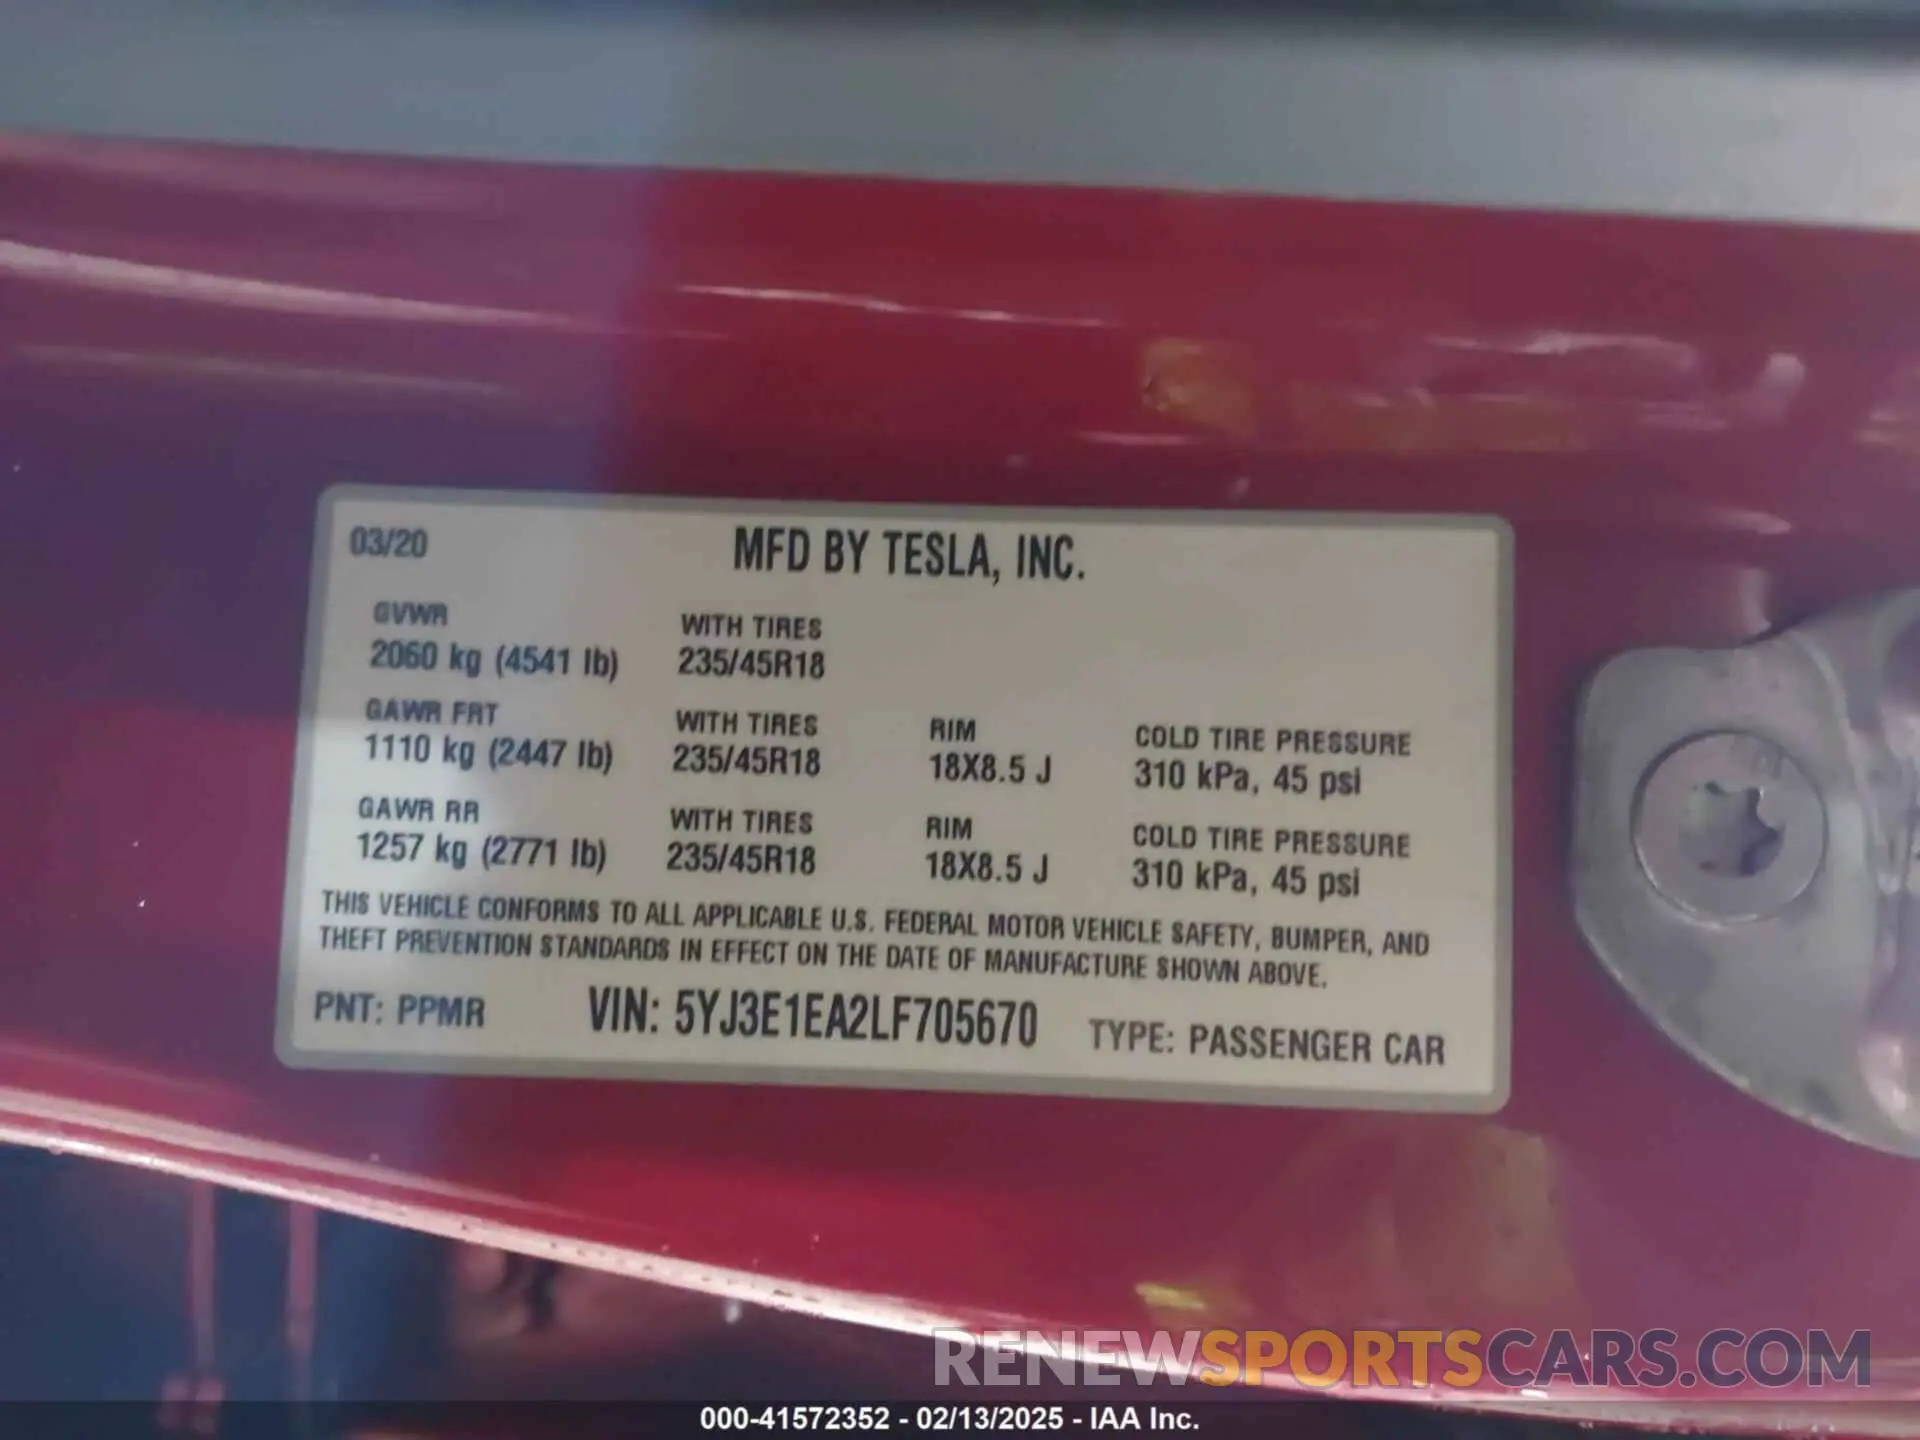 03/20 MFD BY TESLA, INC.
GVWR WITH TIRES
2060 kg (4541 lb) 235/45R18
GAWR FRT WITH TIRES RIM COLD TIRE PRESSURE
1110 kg (2447 lb) 235/45R18 18X8.5 J 310 kPa, 45 psi
GAWR RR WITH TIRES RIM COLD TIRE PRESSURE
1257 kg (2771 lb) 235/45R18 18X8.5 J 310 kPa, 45 psi
THIS VEHICLE CONFORMS TO ALL APPLICABLE U.S. FEDERAL MOTOR VEHICLE SAFETY, BUMPER, AND
THEFT PREVENTION STANDARDS IN EFFECT ON THE DATE OF MANUFACTURE SHOWN ABOVE.
PNT: PPMR VIN: 5YJ3E1EA2LF705670 TYPE: PASSENGER CAR
RENEWSPORTSCARS.COM
000-41572352 - 02/13/2025 - IAA Inc.